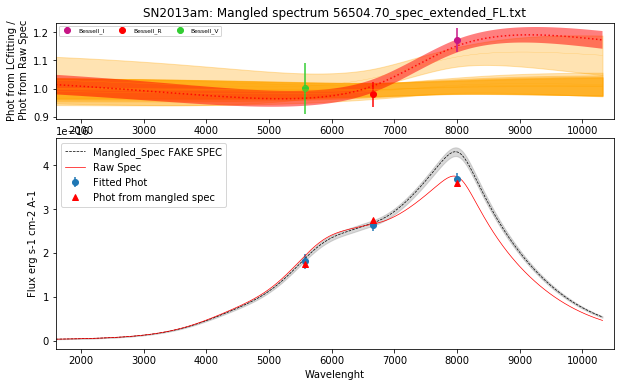 SN2013am: Mangled spectrum 56504.70_spec_extended_FL.txt
Phot from LCfitting /
Phot from Raw Spec
1.2
1.1
1.0
0.9
Bessell_I
Bessell_R
Bessell_V
2000 3000 4000 5000 6000 7000 8000 9000 10000
Flux erg s-1 cm-2 A-1
4
3
2
1
0
Mangled_Spec FAKE SPEC
Raw Spec
Fitted Phot
Phot from mangled spec
2000 3000 4000 5000 6000 7000 8000 9000 10000
Wavelenght